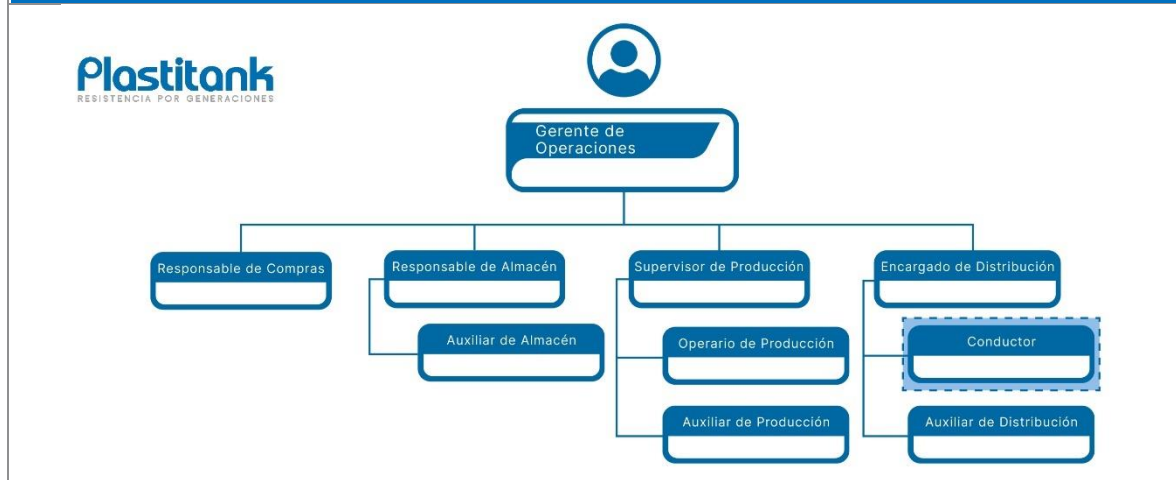 Plastitank
RESISTENCIA POR GENERACIONES
Gerente de
Operaciones
Responsable de Compras
Responsable de Almacén
Supervisor de Producción
Encargado de Distribución
Auxiliar de Almacén
Operario de Producción
Conductor
Auxiliar de Producción
Auxiliar de Distribución